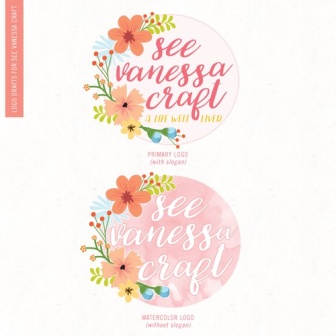 LOGO DRAFTS FOR SEE VANESSA CRAFT
see
vanessa
craft
A LIFE WELL LIVED
PRIMARY LOGO
(with slogan)
see
vanessa
craft
WATERCOLOR LOGO
(without slogan)